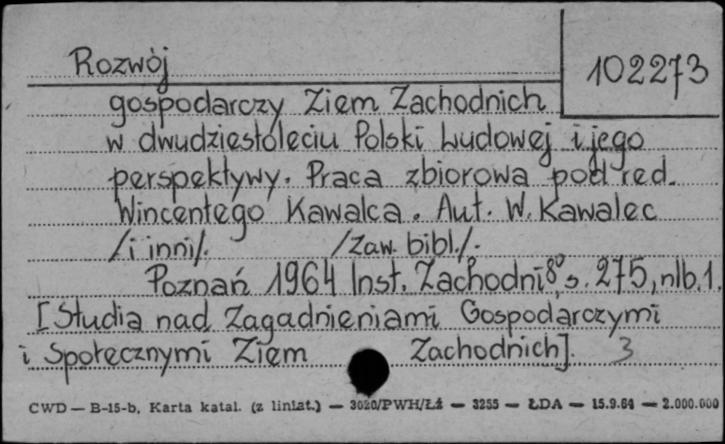 Rozwój
102273
gospodarczy Ziem Zachodnich
w dwudziestoleciu Polski Ludowej i jego
perspektywy. Praca zbiorowa pod red.
Wincentego Kawalca. Aut. W. Kawalec
/i inni/. /Zaw. bibl./.
Poznań 1964 Inst. Zachodni 8°, s. 275, nlb. 1.
[Studia nad Zagadnieniami Gospodarczymi
i Społecznymi Ziem Zachodnich]. 3
CWD — B-15-b, Karta katal. (z liniat.) — 3020/PWH/Łź — 3255 — ŁDA — 15.9.64 — 2.000.000